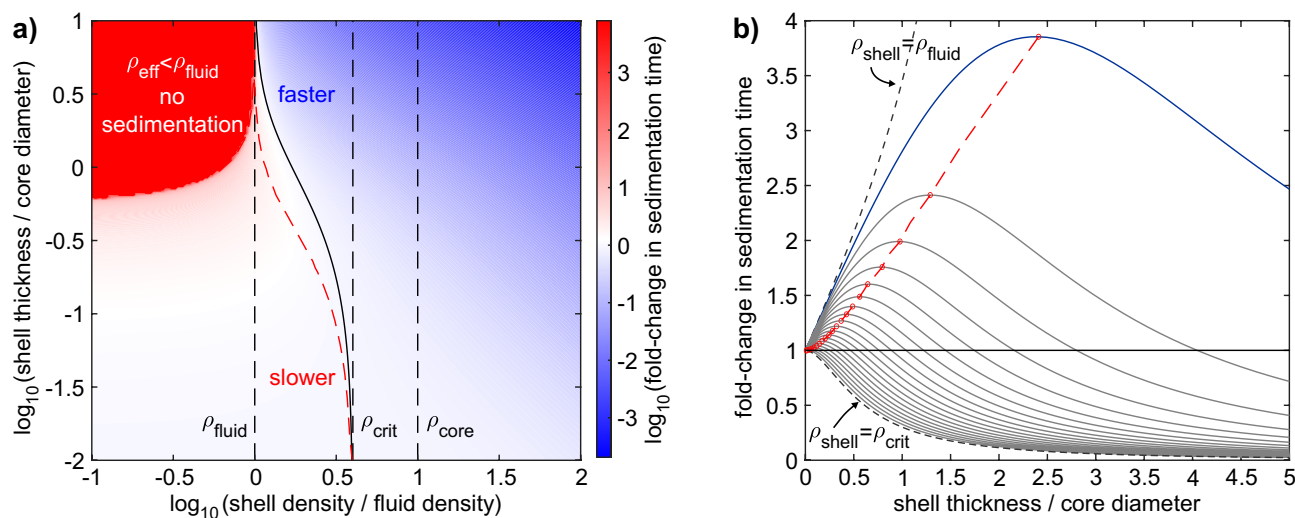 a)
log₁₀(shell thickness / core diameter)
1
0.5
0
-0.5
-1
-1.5
-2
ρeff<ρfluid
no
sedimentation
faster
slower
ρfluid
ρcrit
ρcore
-1
-0.5
0
0.5
1
1.5
2
log₁₀(shell density / fluid density)
3
2
1
0
-1
-2
-3
log₁₀(fold-change in sedimentation time)
b)
fold-change in sedimentation time
4
3.5
3
2.5
2
1.5
1
0.5
0
ρshell=ρfluid
ρshell=ρcrit
0
0.5
1
1.5
2
2.5
3
3.5
4
4.5
5
shell thickness / core diameter